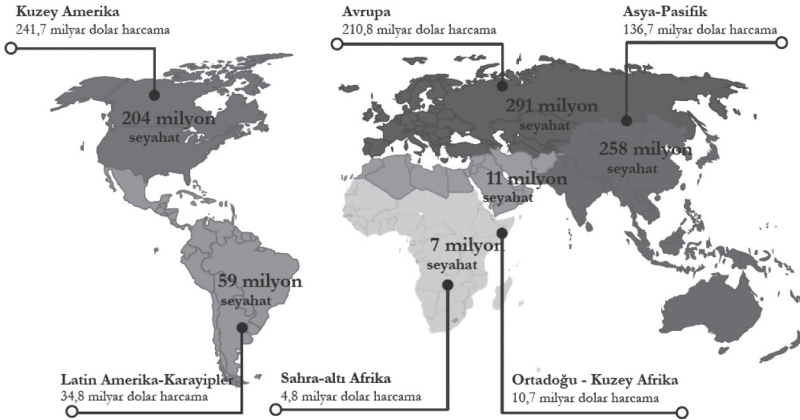 Kuzey Amerika
241,7 milyar dolar harcama
Avrupa
210,8 milyar dolar harcama
Asya-Pasifik
136,7 milyar dolar harcama
204 milyon
seyahat
291 milyon
seyahat
258 milyon
seyahat
11 milyon
seyahat
7 milyon
seyahat
59 milyon
seyahat
Latin Amerika-Karayipler
34,8 milyar dolar harcama
Sahra-altı Afrika
4,8 milyar dolar harcama
Ortadoğu - Kuzey Afrika
10,7 milyar dolar harcama